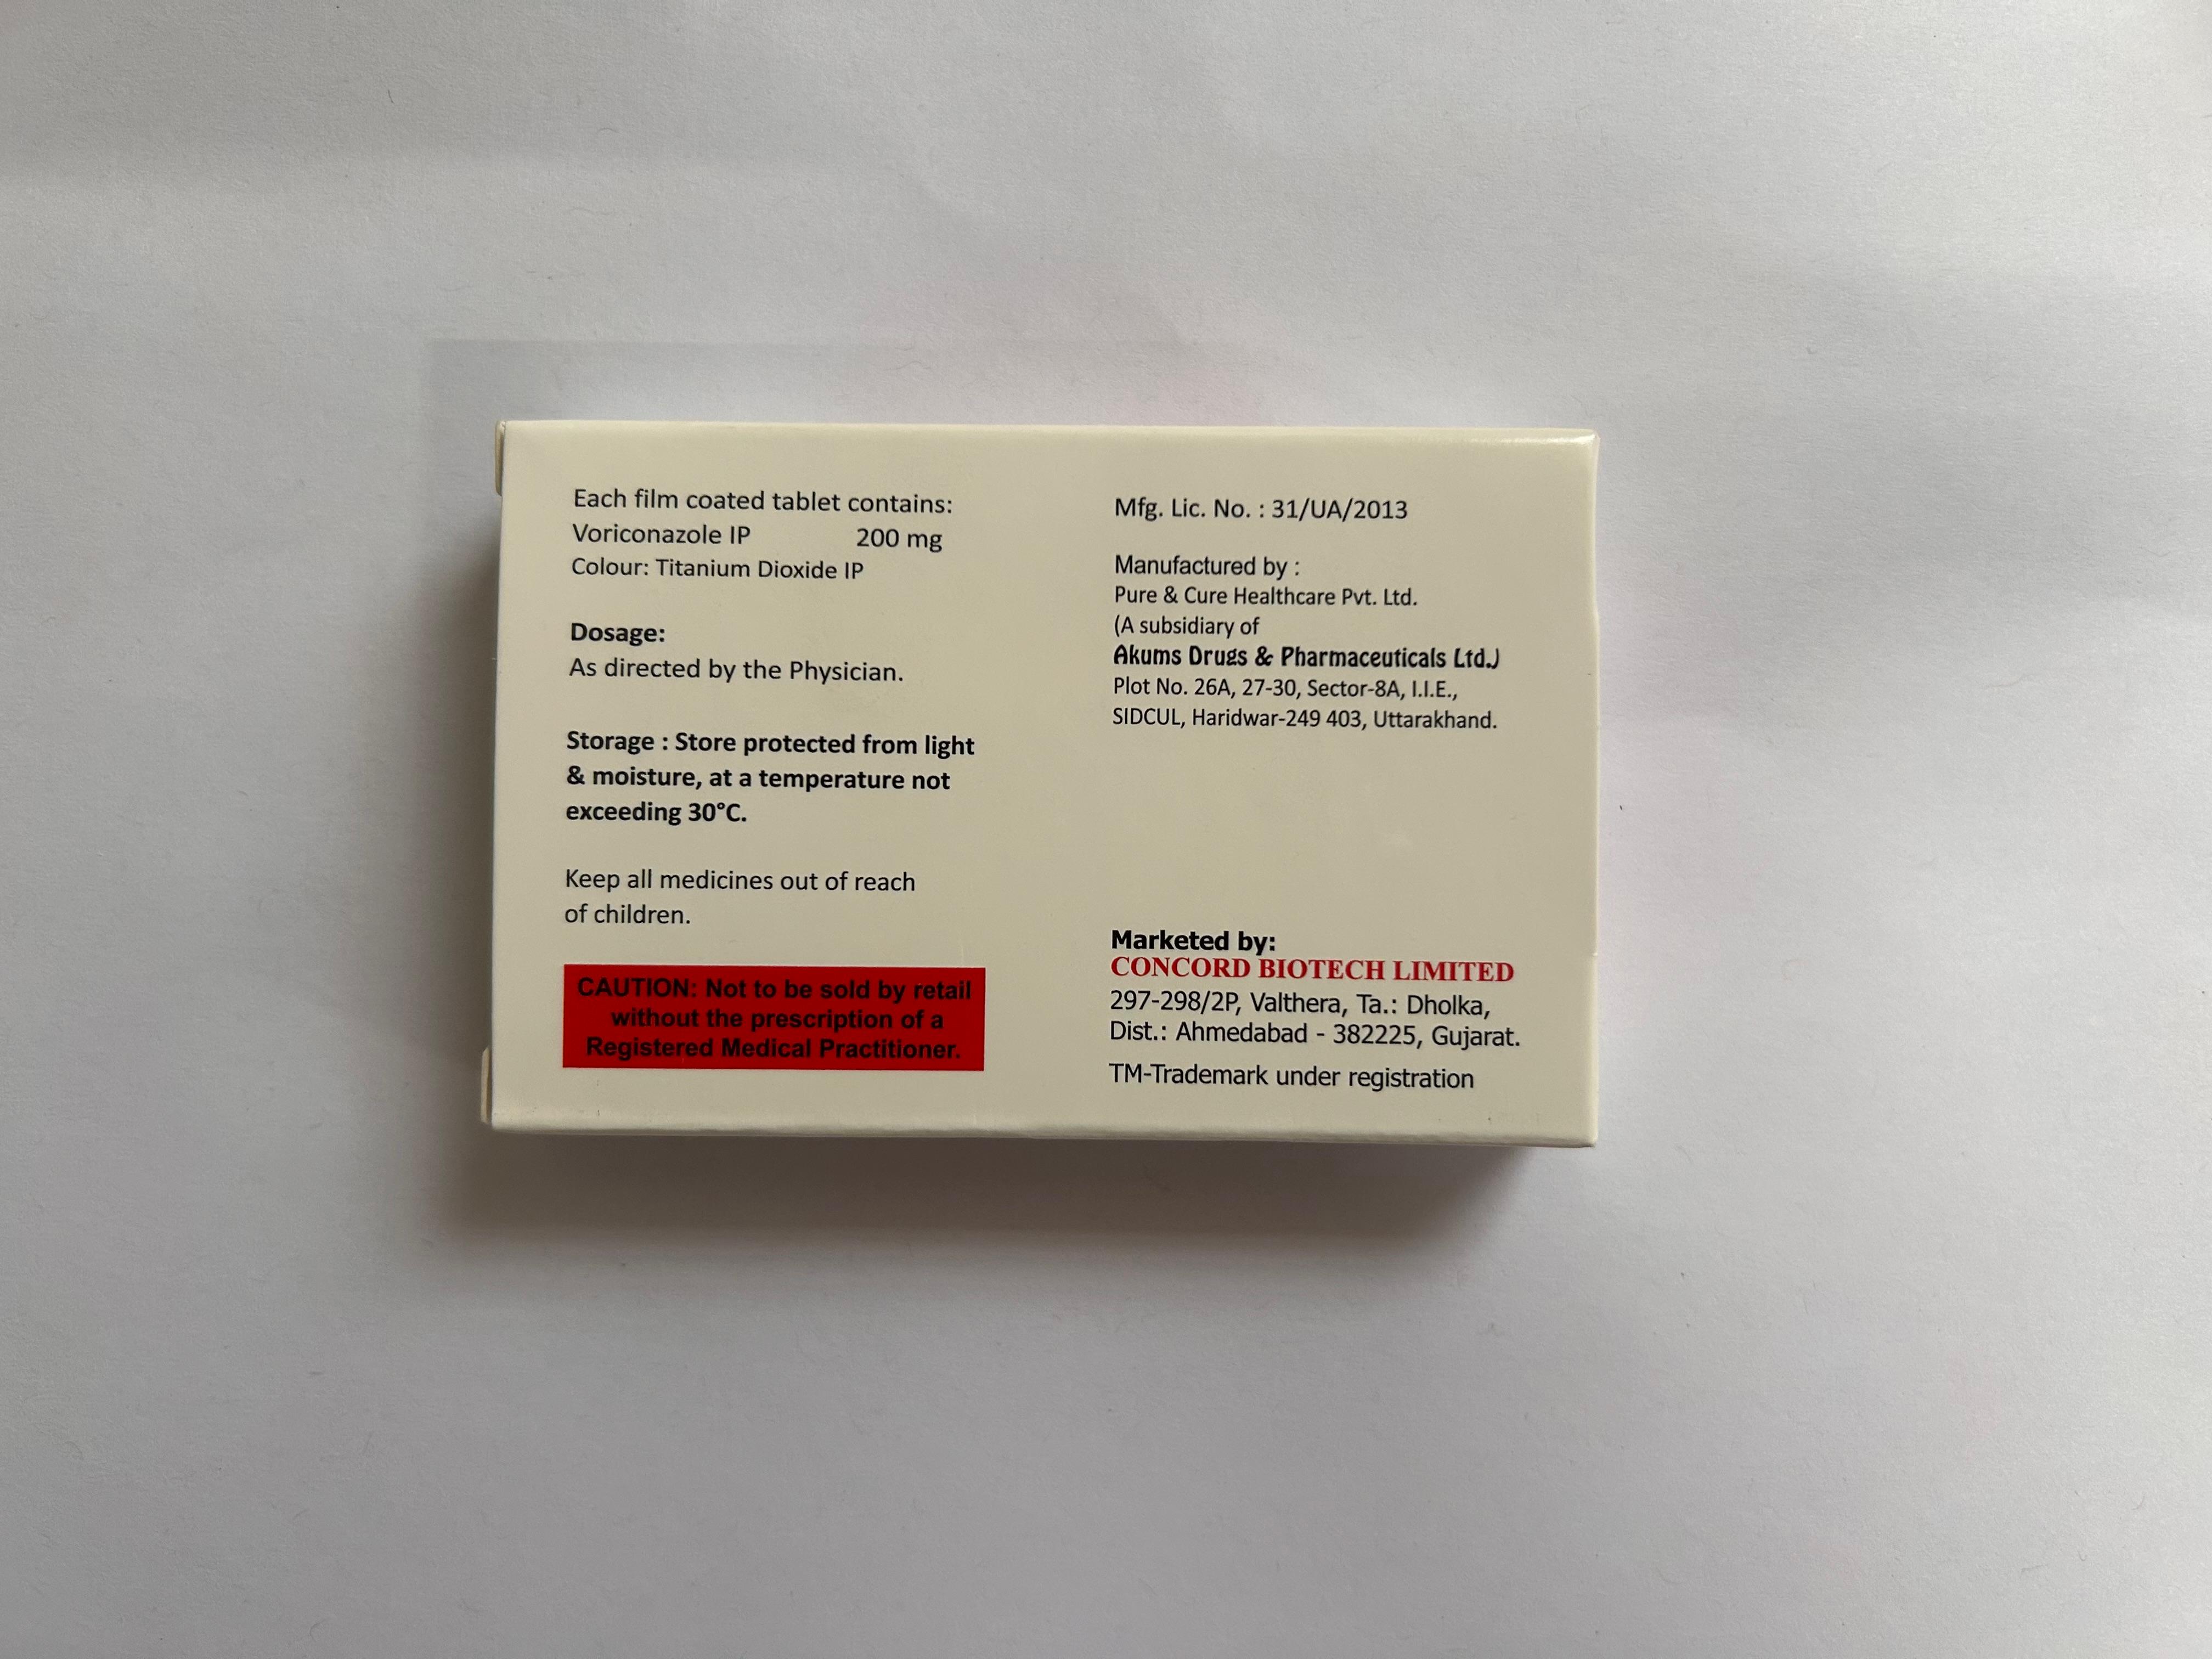 Each film coated tablet contains:
Voriconazole IP 200 mg
Colour: Titanium Dioxide IP
Dosage:
As directed by the Physician.
Storage : Store protected from light
& moisture, at a temperature not
exceeding 30°C.
Keep all medicines out of reach
of children.
CAUTION: Not to be sold by retail
without the prescription of a
Registered Medical Practitioner.
Mfg. Lic. No. : 31/UA/2013
Manufactured by :
Pure & Cure Healthcare Pvt. Ltd.
(A subsidiary of
Akums Drugs & Pharmaceuticals Ltd.)
Plot No. 26A, 27-30, Sector-8A, I.I.E.,
SIDCUL, Haridwar-249 403, Uttarakhand.
Marketed by:
CONCORD BIOTECH LIMITED
297-298/2P, Valthera, Ta.: Dholka,
Dist.: Ahmedabad - 382225, Gujarat.
TM-Trademark under registration